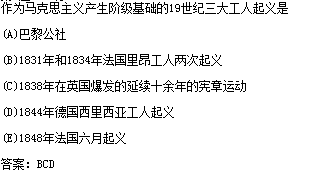 作为马克思主义产生阶级基础的19世纪三大工人起义是
(A)巴黎公社
(B)1831年和1834年法国里昂工人两次起义
(C)1838年在英国爆发的延续十余年的宪章运动
(D)1844年德国西里西亚工人起义
(E)1848年法国六月起义
答案：BCD